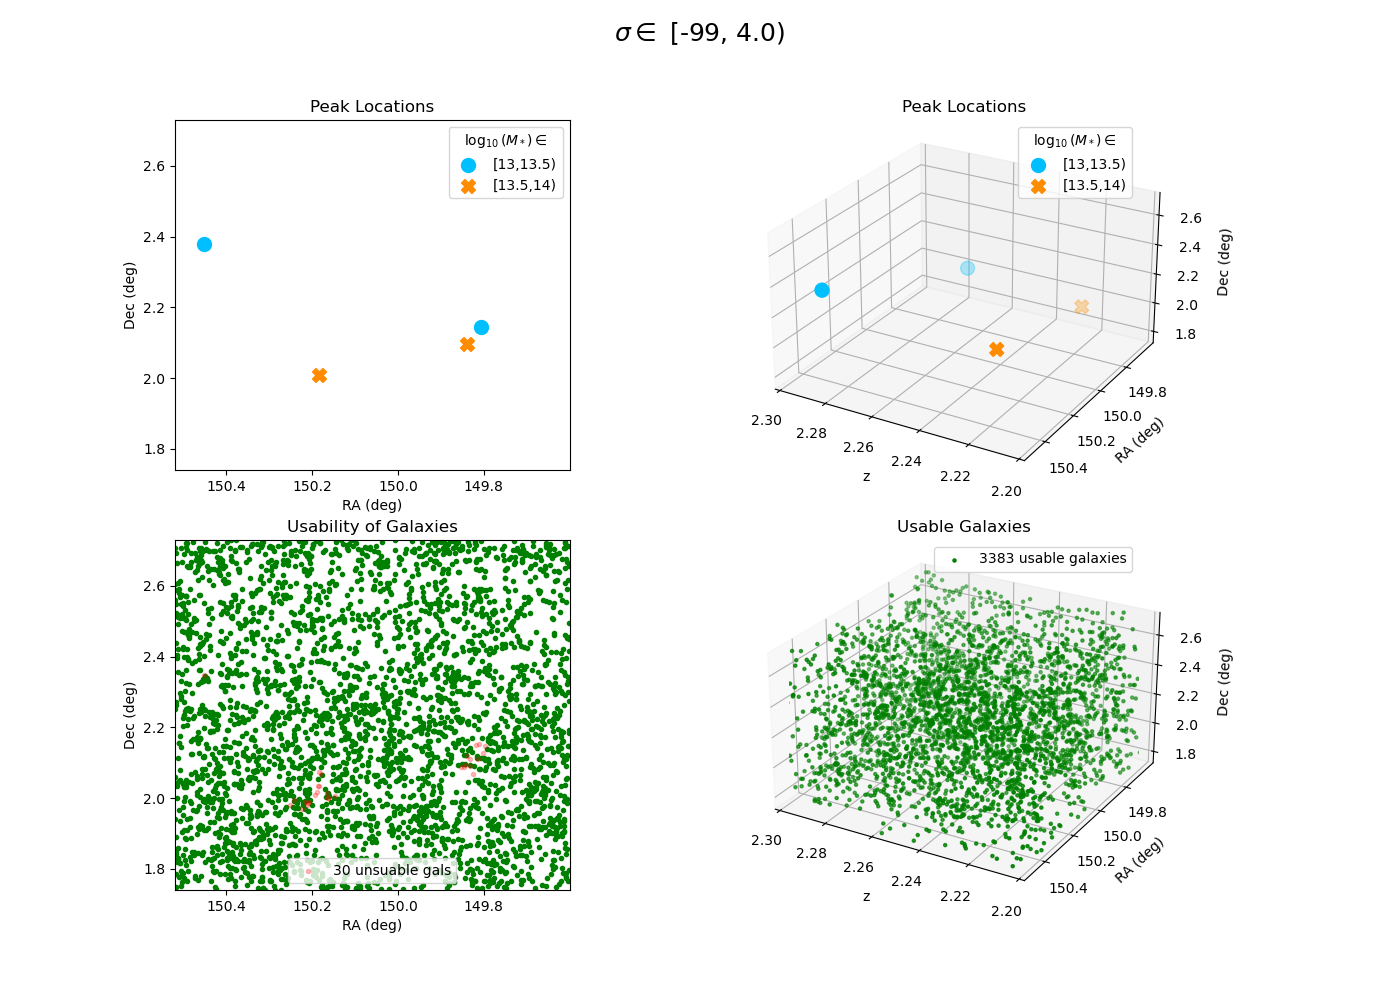 σ ∈ [-99, 4.0)
Peak Locations
log₁₀(M*) ∈
[13,13.5)
[13.5,14)
2.6
2.4
2.2
2.0
1.8
Dec (deg)
150.4 150.2 150.0 149.8
RA (deg)
Peak Locations
log₁₀(M*) ∈
[13,13.5)
[13.5,14)
2.6
2.4
2.2
2.0
1.8
Dec (deg)
149.8
150.0
150.2
150.4
RA (deg)
2.30
2.28
2.26
2.24
2.22
2.20
z
Usability of Galaxies
2.6
2.4
2.2
2.0
1.8
Dec (deg)
30 unsuable gals
150.4 150.2 150.0 149.8
RA (deg)
Usable Galaxies
3383 usable galaxies
2.6
2.4
2.2
2.0
1.8
Dec (deg)
149.8
150.0
150.2
150.4
RA (deg)
2.30
2.28
2.26
2.24
2.22
2.20
z